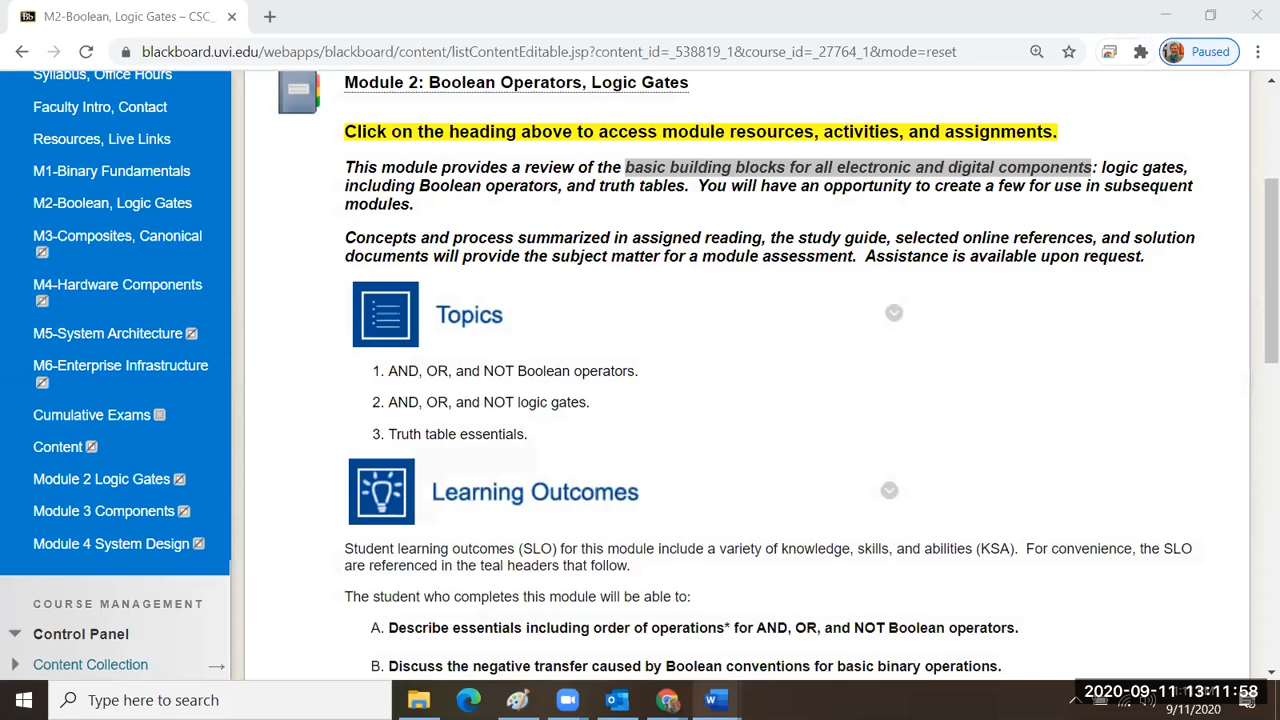 M2-Boolean, Logic Gates – CSC_
blackboard.uvi.edu/webapps/blackboard/content/listContentEditable.jsp?content_id=_538819_1&course_id=_27764_1&mode=reset
Paused
Syllabus, Office Hours
Faculty Intro, Contact
Resources, Live Links
M1-Binary Fundamentals
M2-Boolean, Logic Gates
M3-Composites, Canonical
M4-Hardware Components
M5-System Architecture
M6-Enterprise Infrastructure
Cumulative Exams
Content
Module 2 Logic Gates
Module 3 Components
Module 4 System Design
COURSE MANAGEMENT
Control Panel
Content Collection
Module 2: Boolean Operators, Logic Gates
Click on the heading above to access module resources, activities, and assignments.
This module provides a review of the basic building blocks for all electronic and digital components: logic gates,
including Boolean operators, and truth tables. You will have an opportunity to create a few for use in subsequent
modules.
Concepts and process summarized in assigned reading, the study guide, selected online references, and solution
documents will provide the subject matter for a module assessment. Assistance is available upon request.
Topics
1. AND, OR, and NOT Boolean operators.
2. AND, OR, and NOT logic gates.
3. Truth table essentials.
Learning Outcomes
Student learning outcomes (SLO) for this module include a variety of knowledge, skills, and abilities (KSA). For convenience, the SLO
are referenced in the teal headers that follow.
The student who completes this module will be able to:
A. Describe essentials including order of operations* for AND, OR, and NOT Boolean operators.
B. Discuss the negative transfer caused by Boolean conventions for basic binary operations.
Type here to search
2020-09-11 13:11:58
9/11/2020